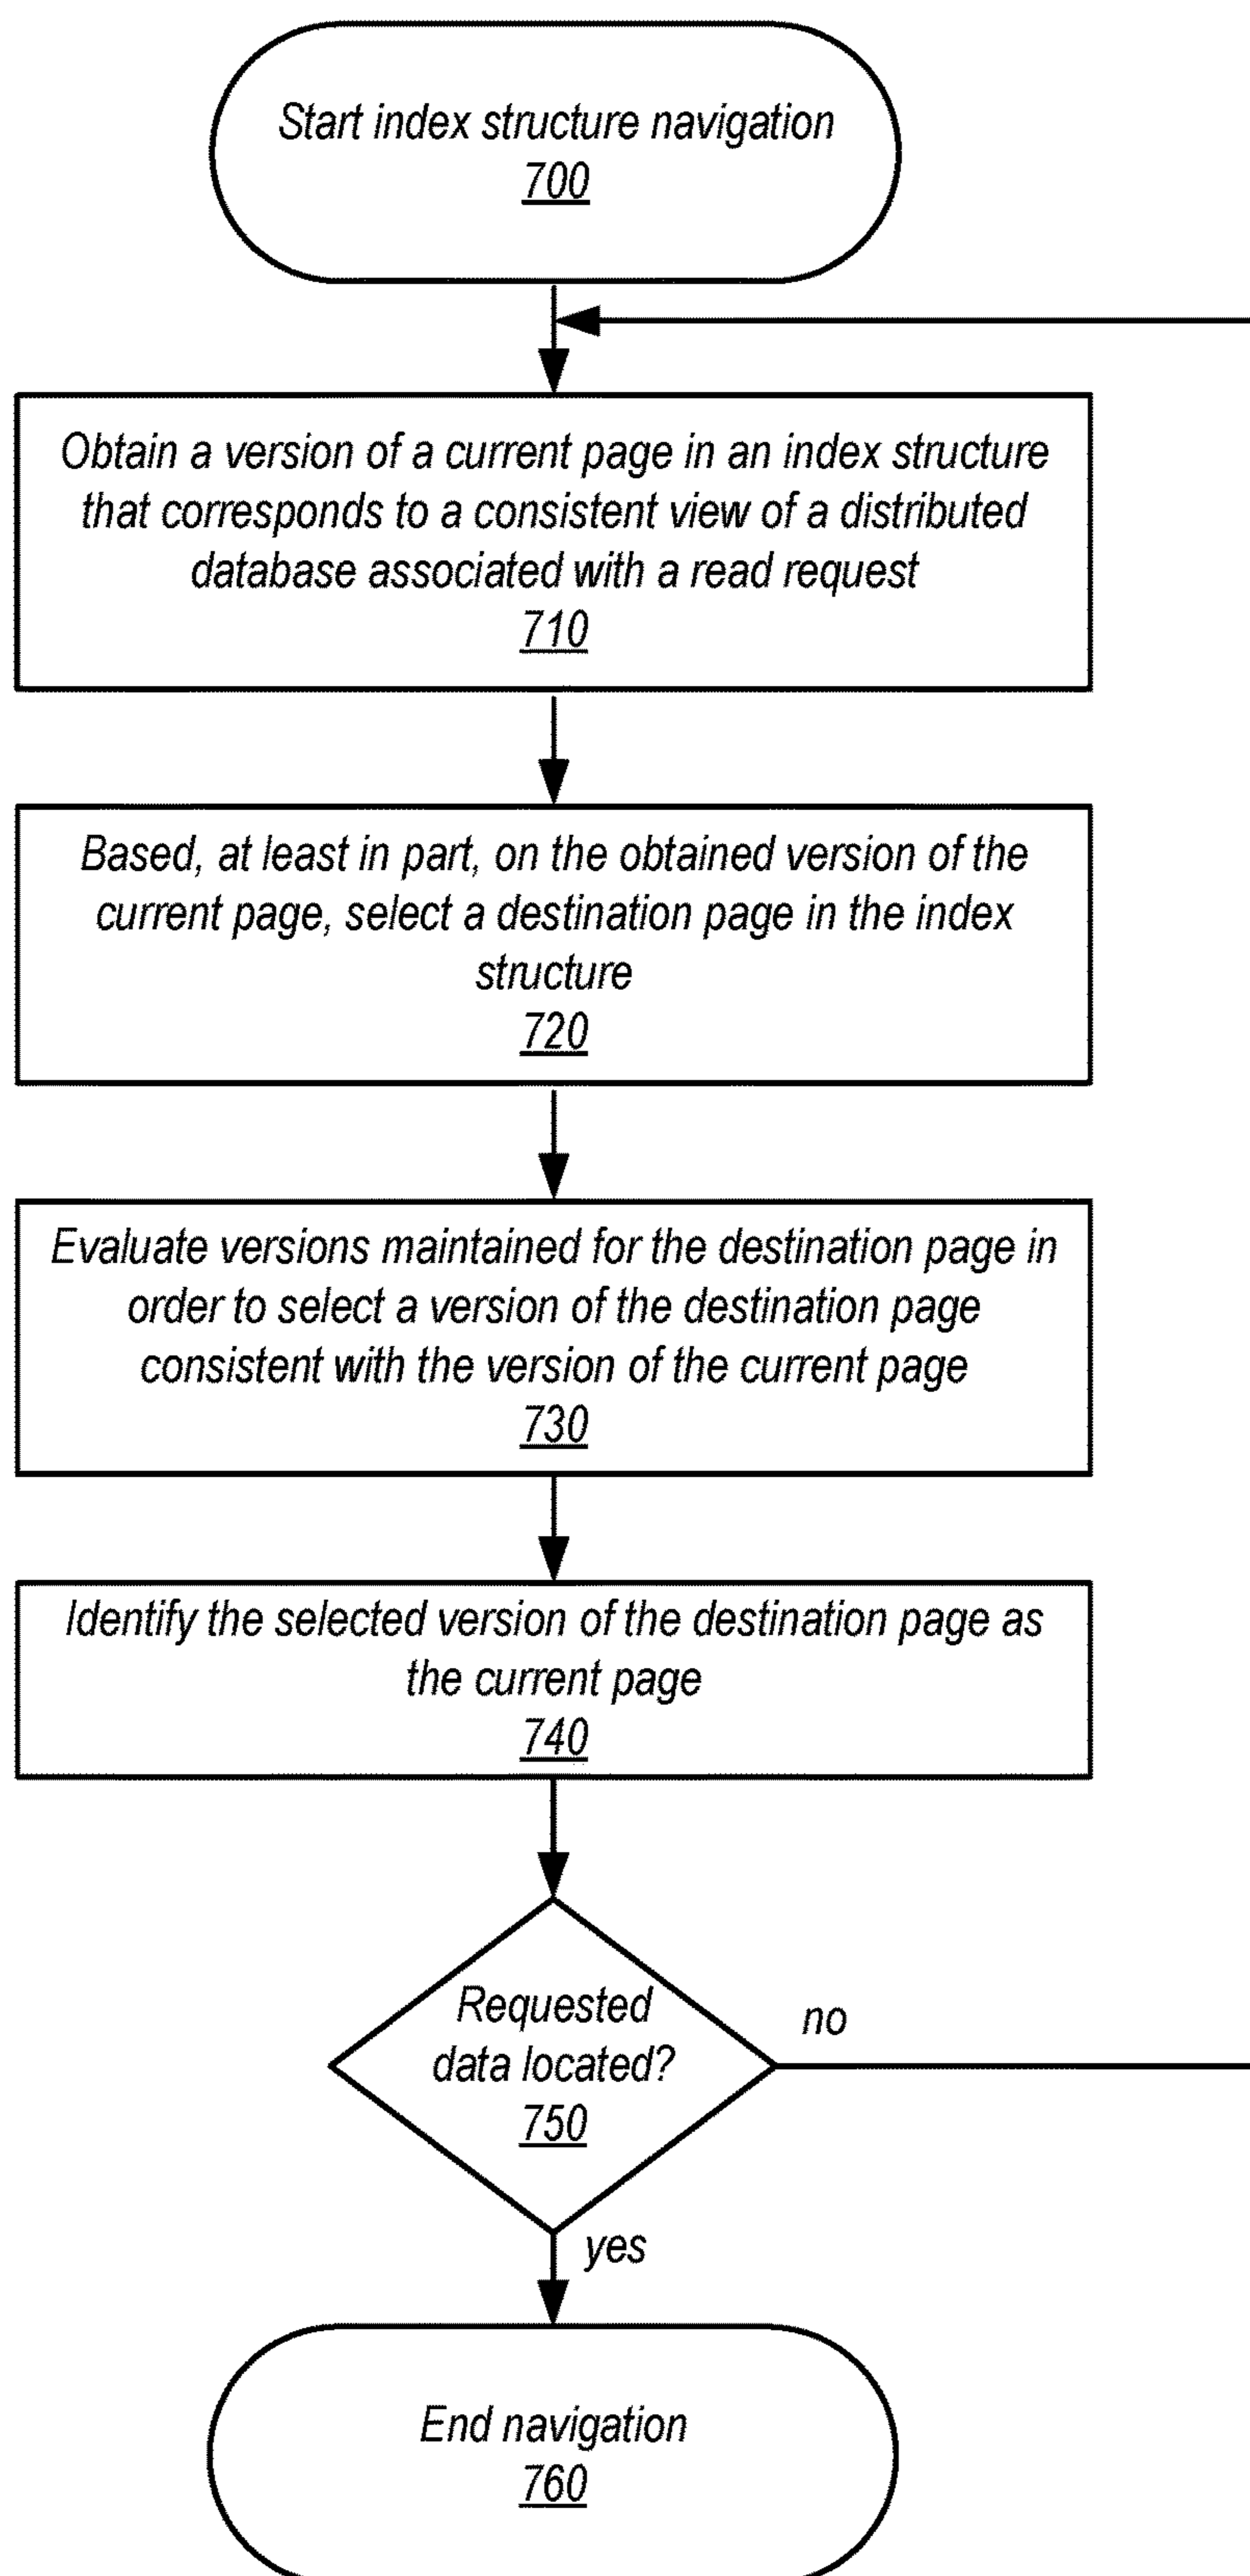 Start index structure navigation
700
Obtain a version of a current page in an index structure
that corresponds to a consistent view of a distributed
database associated with a read request
710
Based, at least in part, on the obtained version of the
current page, select a destination page in the index
structure
720
Evaluate versions maintained for the destination page in
order to select a version of the destination page
consistent with the version of the current page
730
Identify the selected version of the destination page as
the current page
740
Requested
data located?
750
no
yes
End navigation
760